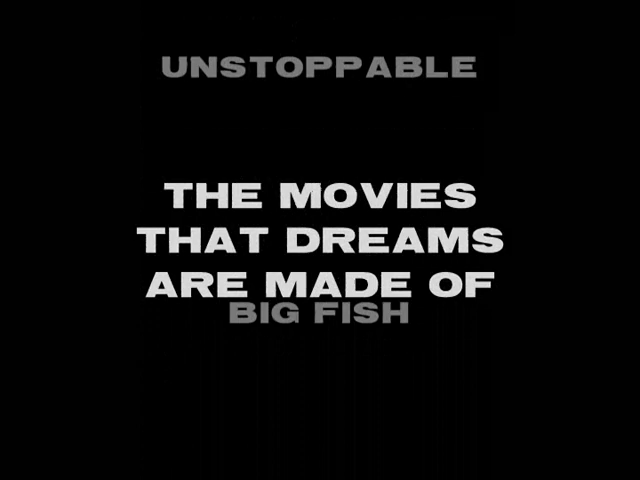 UNSTOPPABLE
THE MOVIES
THAT DREAMS
ARE MADE OF
BIG FISH